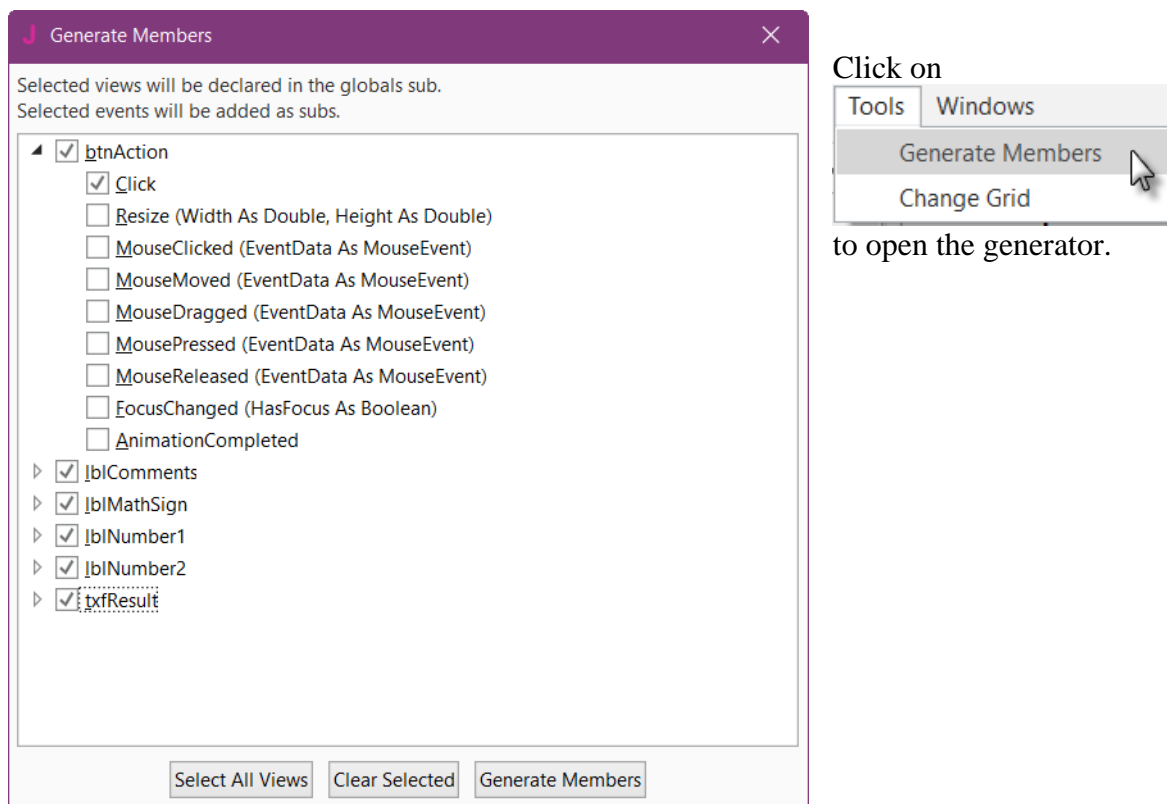 Generate Members
Selected views will be declared in the globals sub.
Selected events will be added as subs.
btnAction
Click
Resize (Width As Double, Height As Double)
MouseClicked (EventData As MouseEvent)
MouseMoved (EventData As MouseEvent)
MouseDragged (EventData As MouseEvent)
MousePressed (EventData As MouseEvent)
MouseReleased (EventData As MouseEvent)
FocusChanged (HasFocus As Boolean)
AnimationCompleted
lblComments
lblMathSign
lblNumber1
lblNumber2
txfResult
Select All Views Clear Selected Generate Members
Click on
Tools Windows
Generate Members
Change Grid
to open the generator.